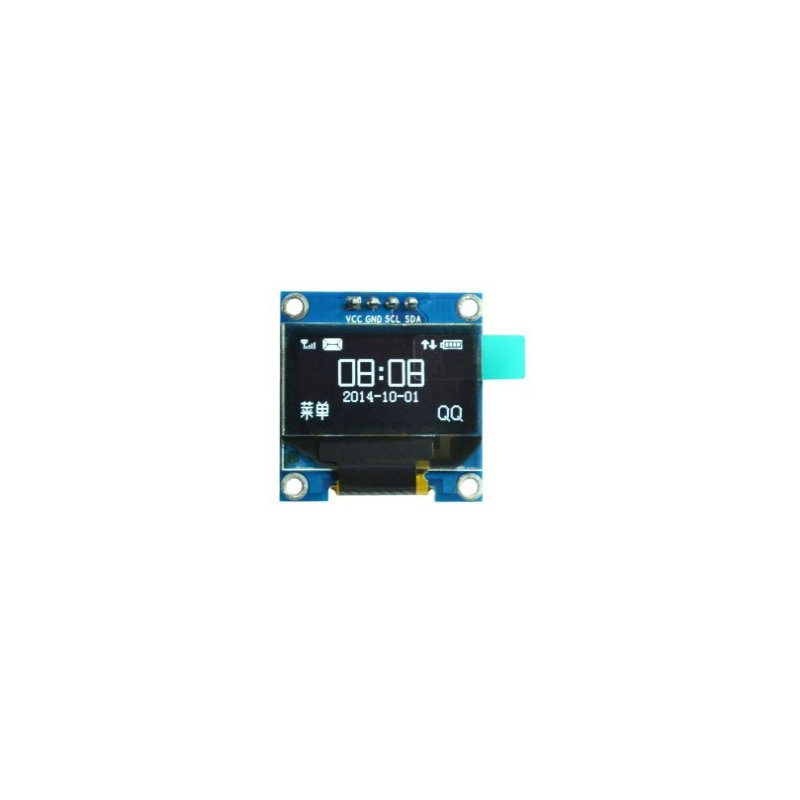 VCC GND SCL SDA
08:08
2014-10-01
菜单 QQ